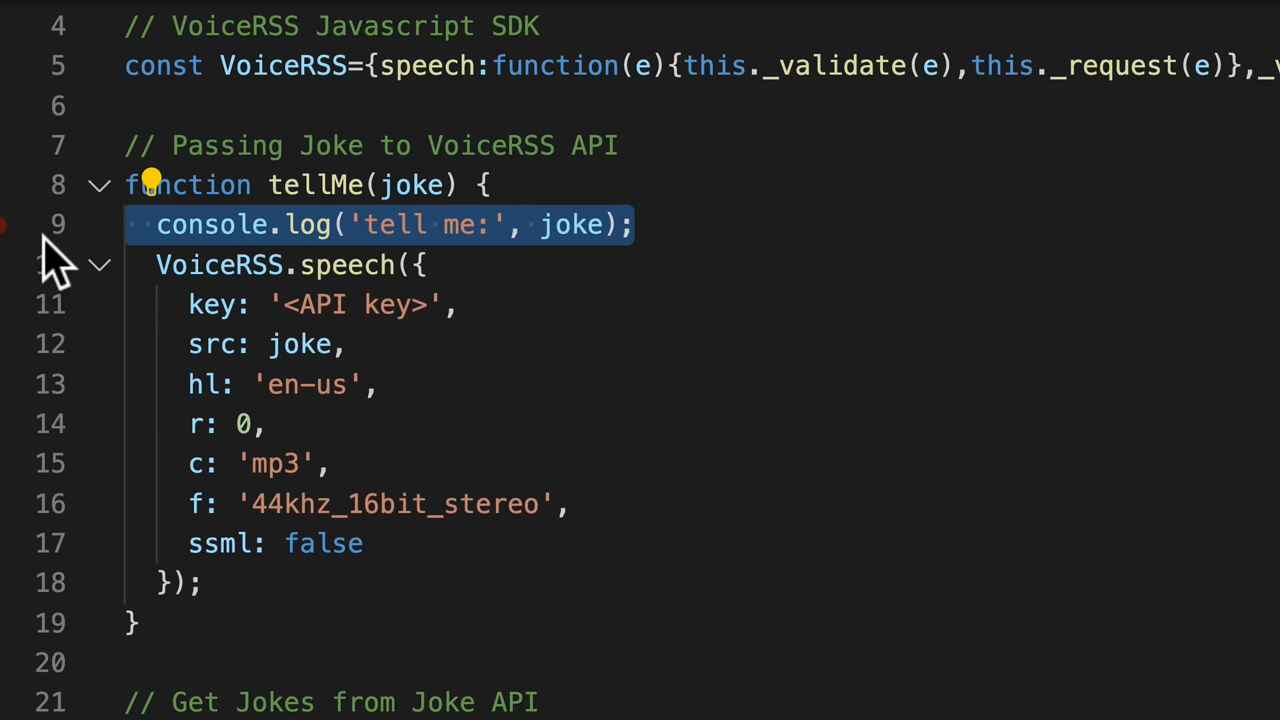 4 // VoiceRSS Javascript SDK
5 const VoiceRSS={speech:function(e){this._validate(e),this._request(e)},_
6
7 // Passing Joke to VoiceRSS API
8 function tellMe(joke) {
9 console.log('tell me:', joke);
VoiceRSS.speech({
11 key: '<API key>',
12 src: joke,
13 hl: 'en-us',
14 r: 0,
15 c: 'mp3',
16 f: '44khz_16bit_stereo',
17 ssml: false
18 });
19 }
20
21 // Get Jokes from Joke API